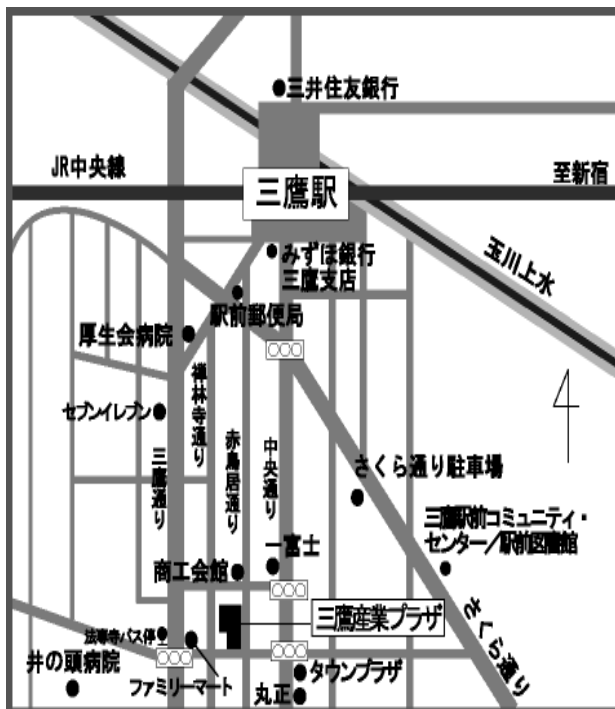 三井住友銀行
JR中央線
至新宿
三鷹駅
みずほ銀行
三鷹支店
玉川上水
駅前郵便局
厚生会病院
禅林寺通り
セブンイレブン
三鷹通り
赤鳥居通り
中央通り
さくら通り駐車場
三鷹駅前コミュニティ・
センター／駅前図書館
一富士
商工会館
三鷹産業プラザ
さくら通り
法専寺バス停
井の頭病院
ファミリーマート
タウンプラザ
丸正